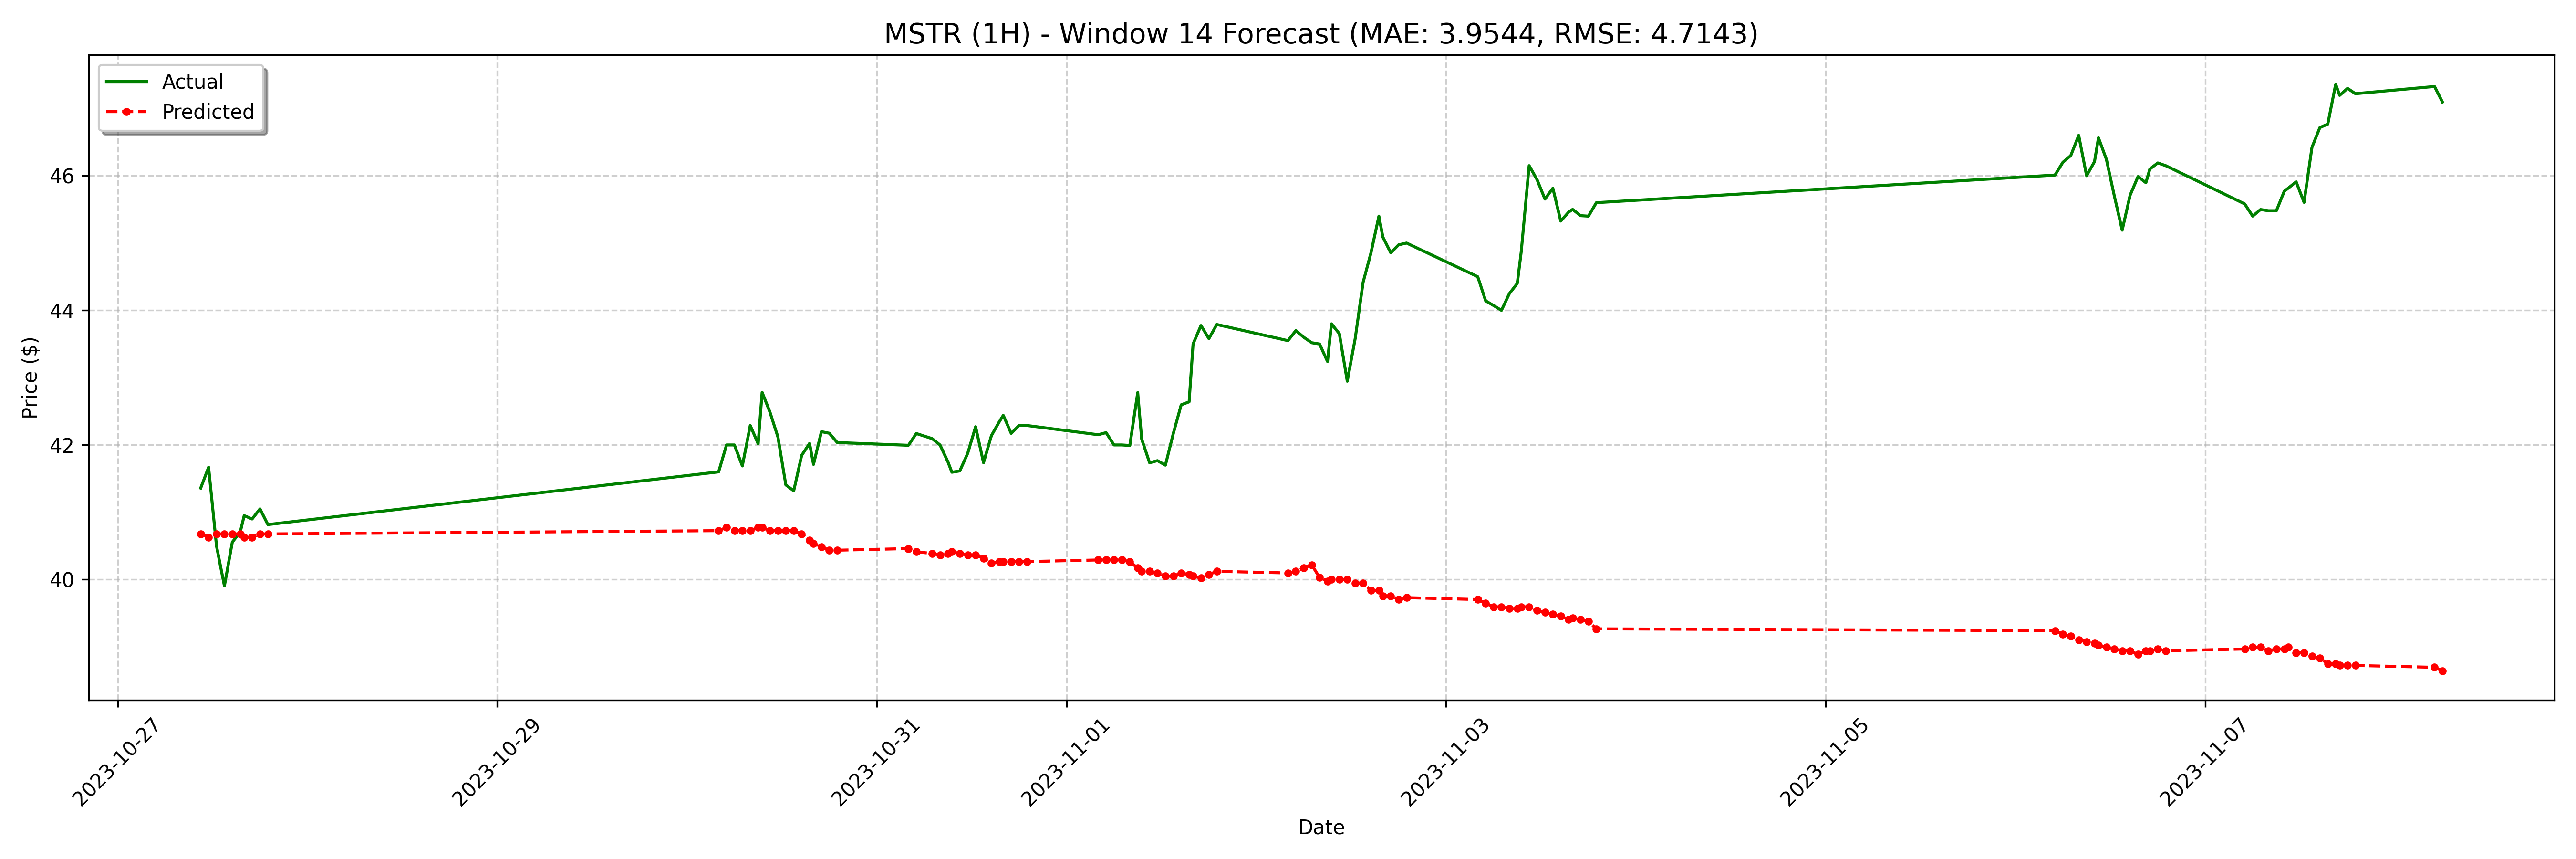 MSTR (1H) - Window 14 Forecast (MAE: 3.9544, RMSE: 4.7143)
Actual
Predicted
Price ($)
46
44
42
40
2023-10-27
2023-10-29
2023-10-31
2023-11-01
2023-11-03
2023-11-05
2023-11-07
Date